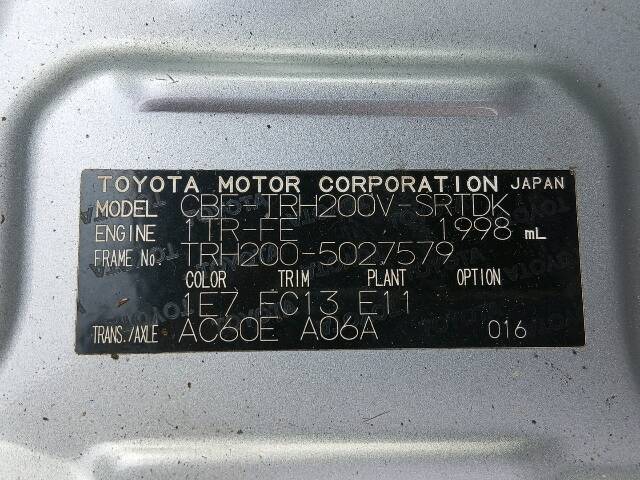 TOYOTA MOTOR CORPORATION JAPAN
MODEL CBF-TRH200V-SRTDK
ENGINE 1TR-FE 1998 mL
FRAME No. TRH200-5027579
COLOR TRIM PLANT OPTION
1E7 FC13 E11
TRANS./AXLE AC60E A06A 016